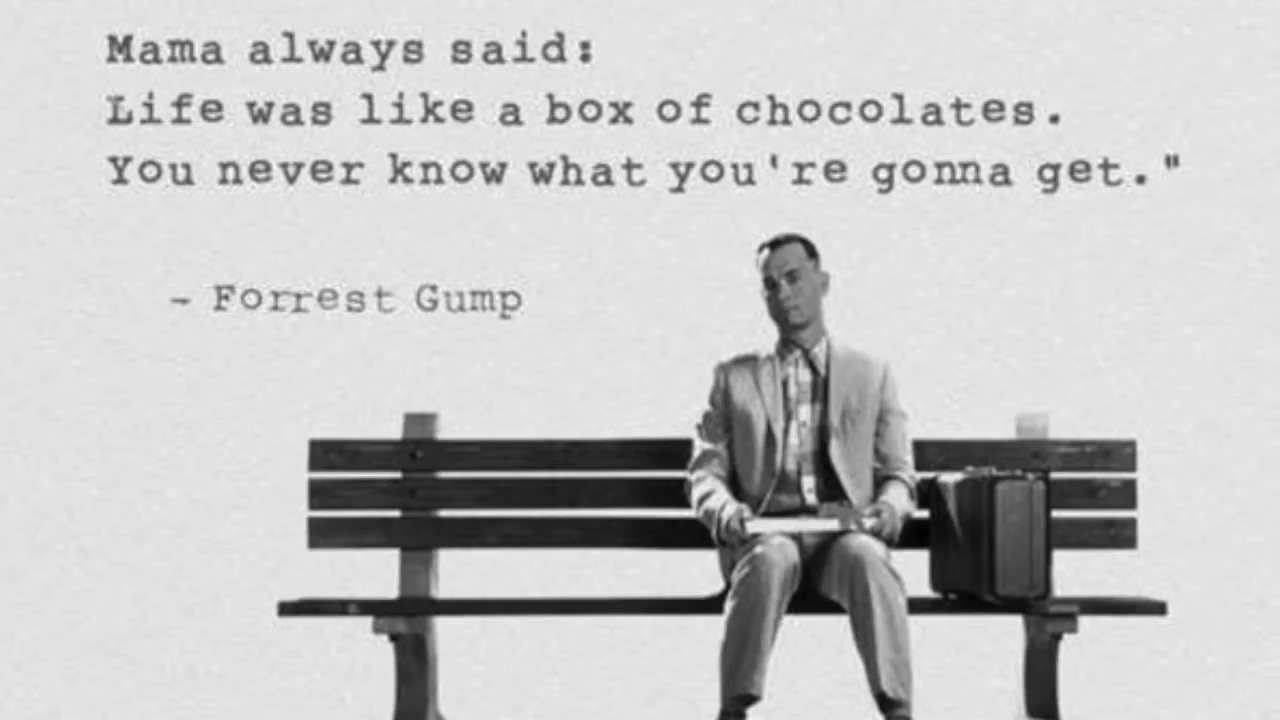 Mama always said:
Life was like a box of chocolates.
You never know what you're gonna get."
~ Forrest Gump